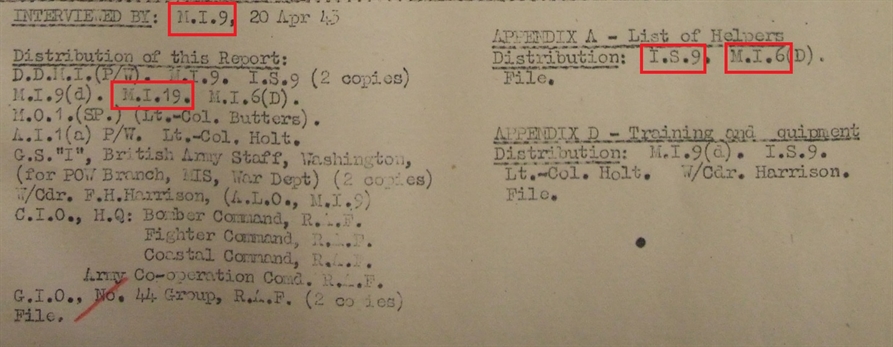 INTERVIEWED BY: M.I.9, 20 Apr 43
Distribution of this Report:
D.D.M.I.(P/W). M.I.9. I.S.9 (2 copies)
M.I.9(d). M.I.19. M.I.6(D).
M.O.1.(SP.) (Lt.-Col. Butters).
A.I.1(a) P/W. Lt.-Col. Holt.
G.S."I", British Army Staff, Washington,
(for POW Branch, MIS, War Dept) (2 copies)
W/Cdr. F.H.Harrison, (A.L.O., M.I.9)
C.I.O., H.Q: Bomber Command, R.A.F.
Fighter Command, R.A.F.
Coastal Command, R.A.F.
Army Co-operation Comd. R.A.F.
G.I.O., No. 44 Group, R.A.F. (2 copies)
File.
APPENDIX A - List of Helpers
Distribution: I.S.9. M.I.6(D).
File.
APPENDIX D - Training and quipment
Distribution: M.I.9(d). I.S.9.
Lt.-Col. Holt. W/Cdr. Harrison.
File.